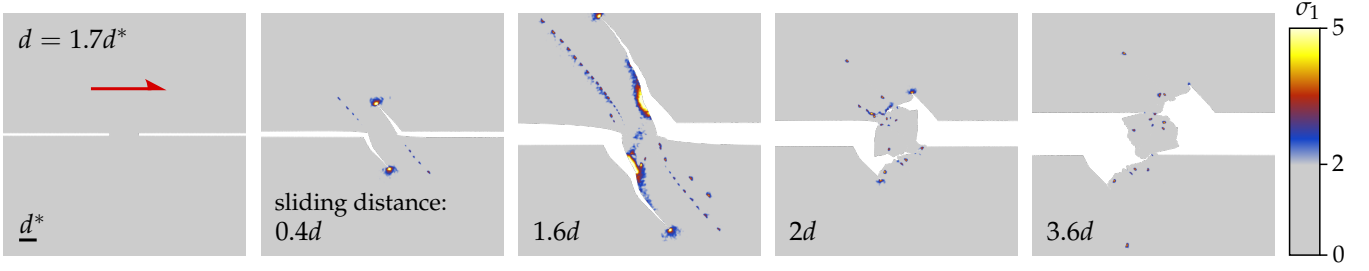 d = 1.7d*
d*
sliding distance:
0.4d
1.6d
2d
3.6d
σ1
5
2
0